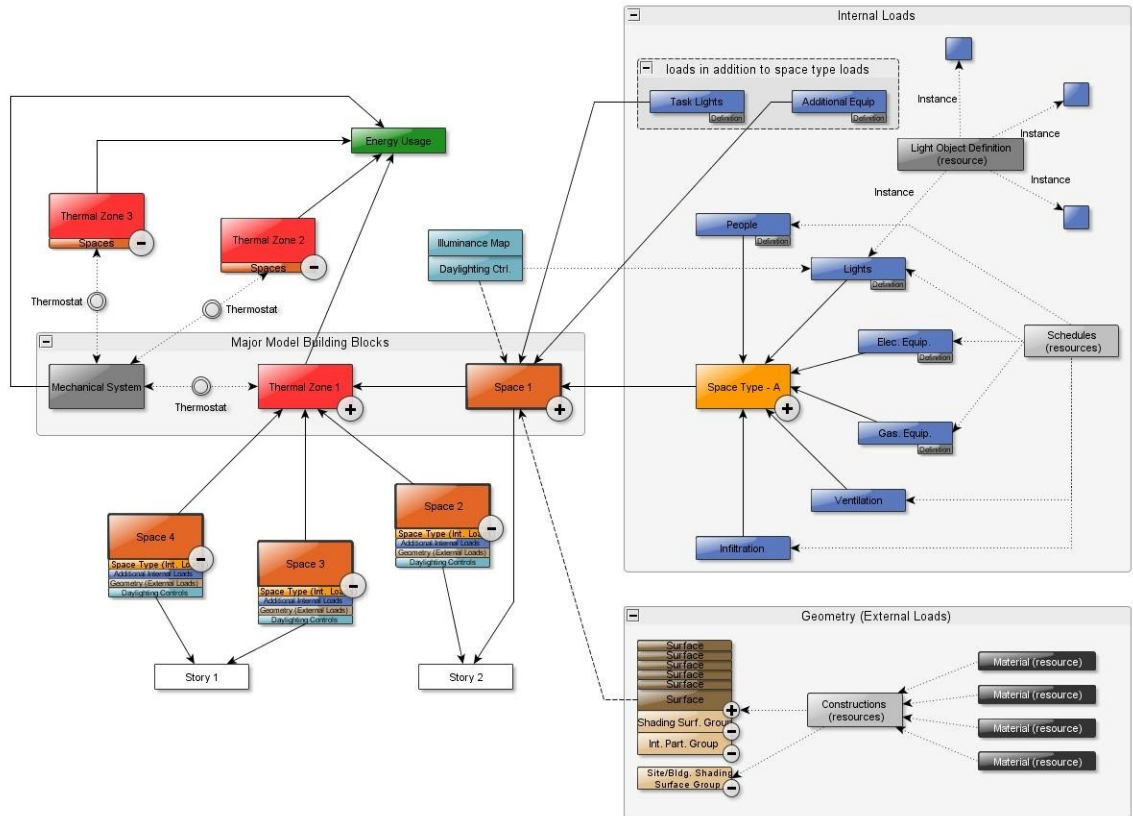 Internal Loads
loads in addition to space type loads
Task Lights
Definition
Additional Equip
Definition
Instance
Instance
Light Object Definition
(resource)
Instance
Instance
Energy Usage
Thermal Zone 3
Spaces
Thermal Zone 2
Spaces
Illuminance Map
Daylighting Ctrl.
People
Definition
Lights
Definition
Thermostat
Thermostat
Major Model Building Blocks
Mechanical System
Thermostat
Thermal Zone 1
Space 1
Space Type - A
Elec. Equip.
Definition
Schedules
(resources)
Gas. Equip.
Definition
Ventilation
Infiltration
Space 4
Space Type (Int. Loa
Additional Internal Loads
Geometry (External Loads)
Daylighting Controls
Space 3
Space Type (Int. Loa
Additional Internal Loads
Geometry (External Loads)
Daylighting Controls
Space 2
Space Type (Int. Loa
Additional Internal Loads
Geometry (External Loads)
Daylighting Controls
Story 1
Story 2
Geometry (External Loads)
Surface
Surface
Surface
Surface
Surface
Surface
Shading Surf. Group
Int. Part. Group
Site/Bldg. Shading
Surface Group
Constructions
(resources)
Material (resource)
Material (resource)
Material (resource)
Material (resource)